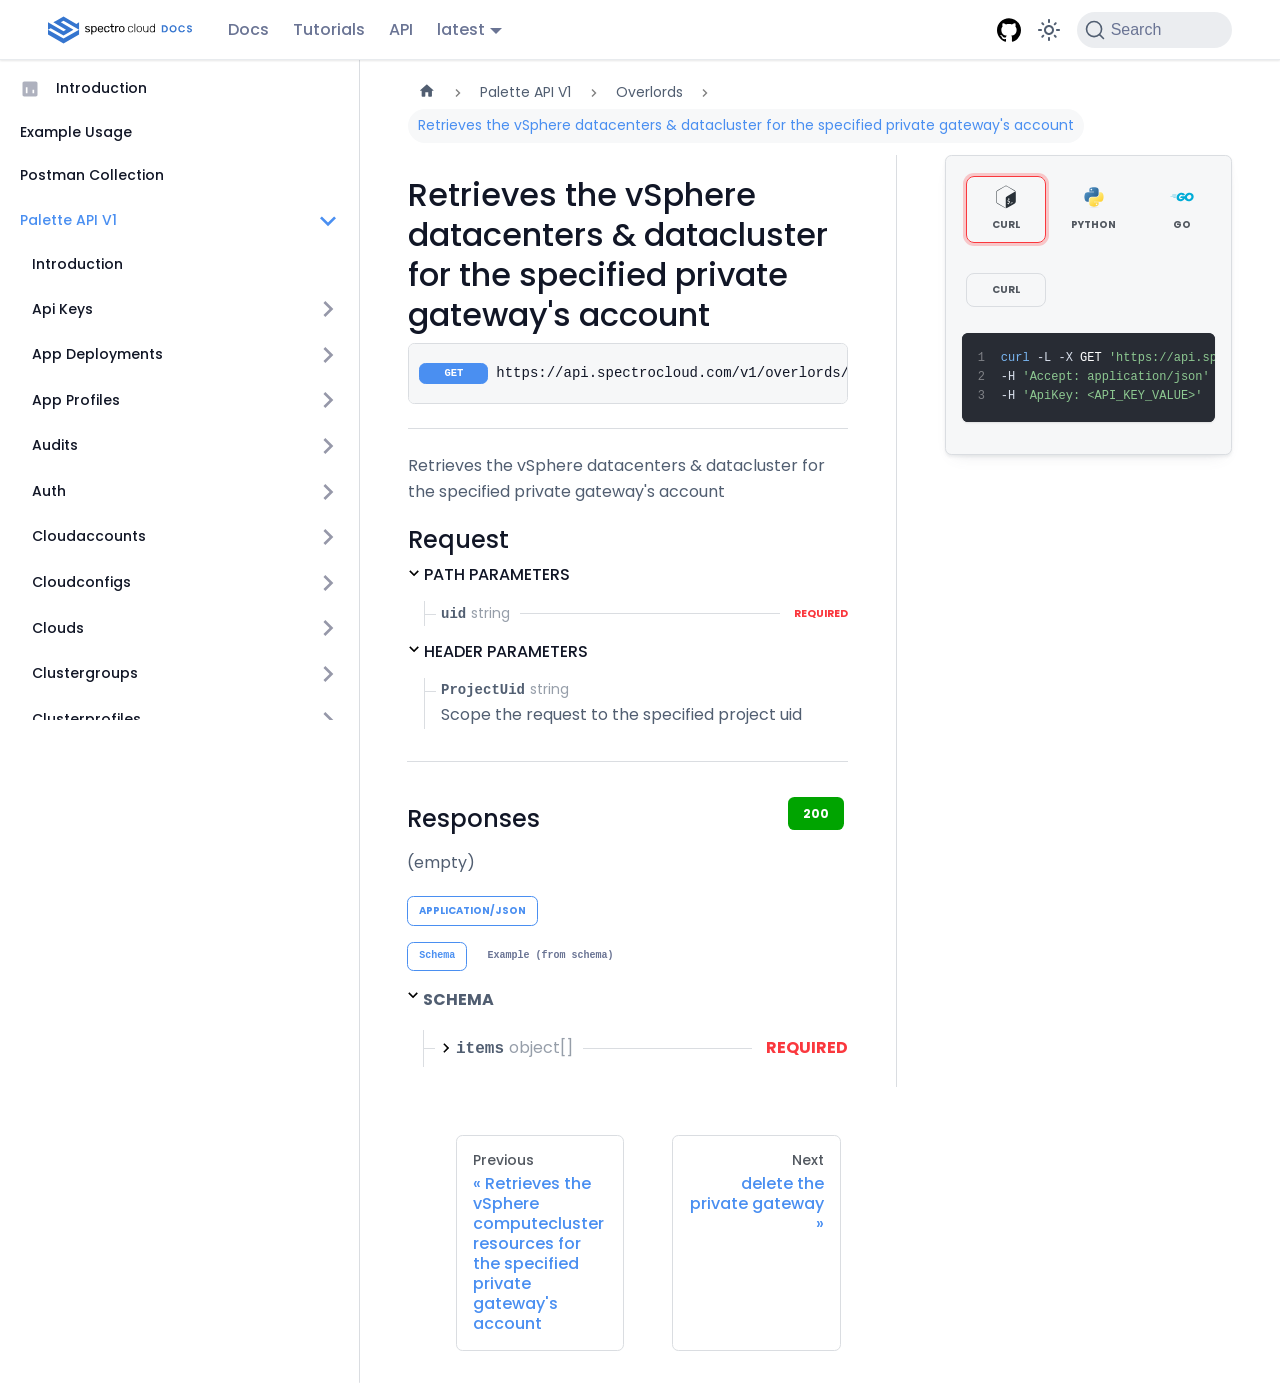 spectro cloud DOCS
Docs
Tutorials
API
latest
Search
Introduction
Example Usage
Postman Collection
Palette API V1
Introduction
Api Keys
App Deployments
App Profiles
Audits
Auth
Cloudaccounts
Cloudconfigs
Clouds
Clustergroups
Clusterprofiles
Palette API V1
Overlords
Retrieves the vSphere datacenters & datacluster for the specified private gateway's account
Retrieves the vSphere
datacenters & datacluster
for the specified private
gateway's account
GET https://api.spectrocloud.com/v1/overlords/
Retrieves the vSphere datacenters & datacluster for
the specified private gateway's account
Request
PATH PARAMETERS
uid string REQUIRED
HEADER PARAMETERS
ProjectUid string
Scope the request to the specified project uid
Responses
200
(empty)
APPLICATION/JSON
Schema
Example (from schema)
SCHEMA
items object[] REQUIRED
CURL
PYTHON
GO
CURL
1 curl -L -X GET 'https://api.sp
2 -H 'Accept: application/json'
3 -H 'ApiKey: <API_KEY_VALUE>'
Previous
« Retrieves the
vSphere
computecluster
resources for
the specified
private
gateway's
account
Next
delete the
private gateway
»